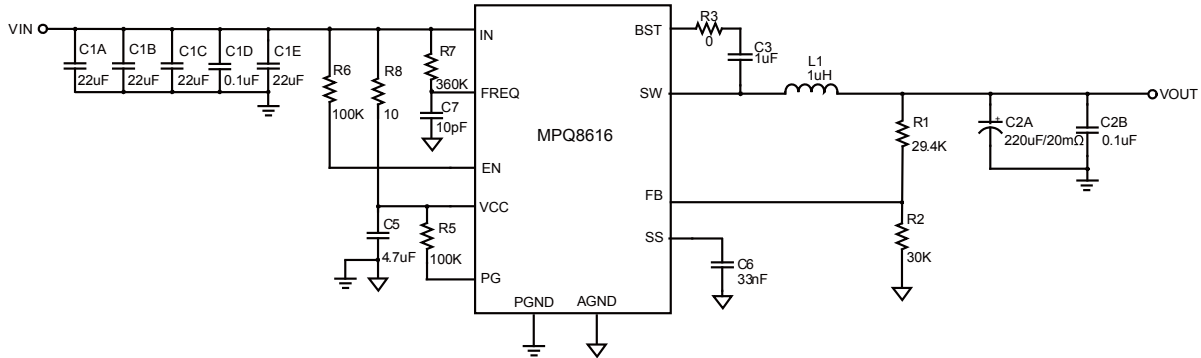 VIN
C1A
22uF
C1B
22uF
C1C
22uF
C1D
0.1uF
C1E
22uF
R6
100K
R8
10
R7
360K
C7
10pF
C5
4.7uF
R5
100K
IN
FREQ
EN
VCC
PG
MPQ8616
PGND
AGND
BST
SW
FB
SS
R3
0
C3
1uF
L1
1uH
C6
33nF
R1
29.4K
R2
30K
+
C2A
220uF/20mΩ
C2B
0.1uF
VOUT